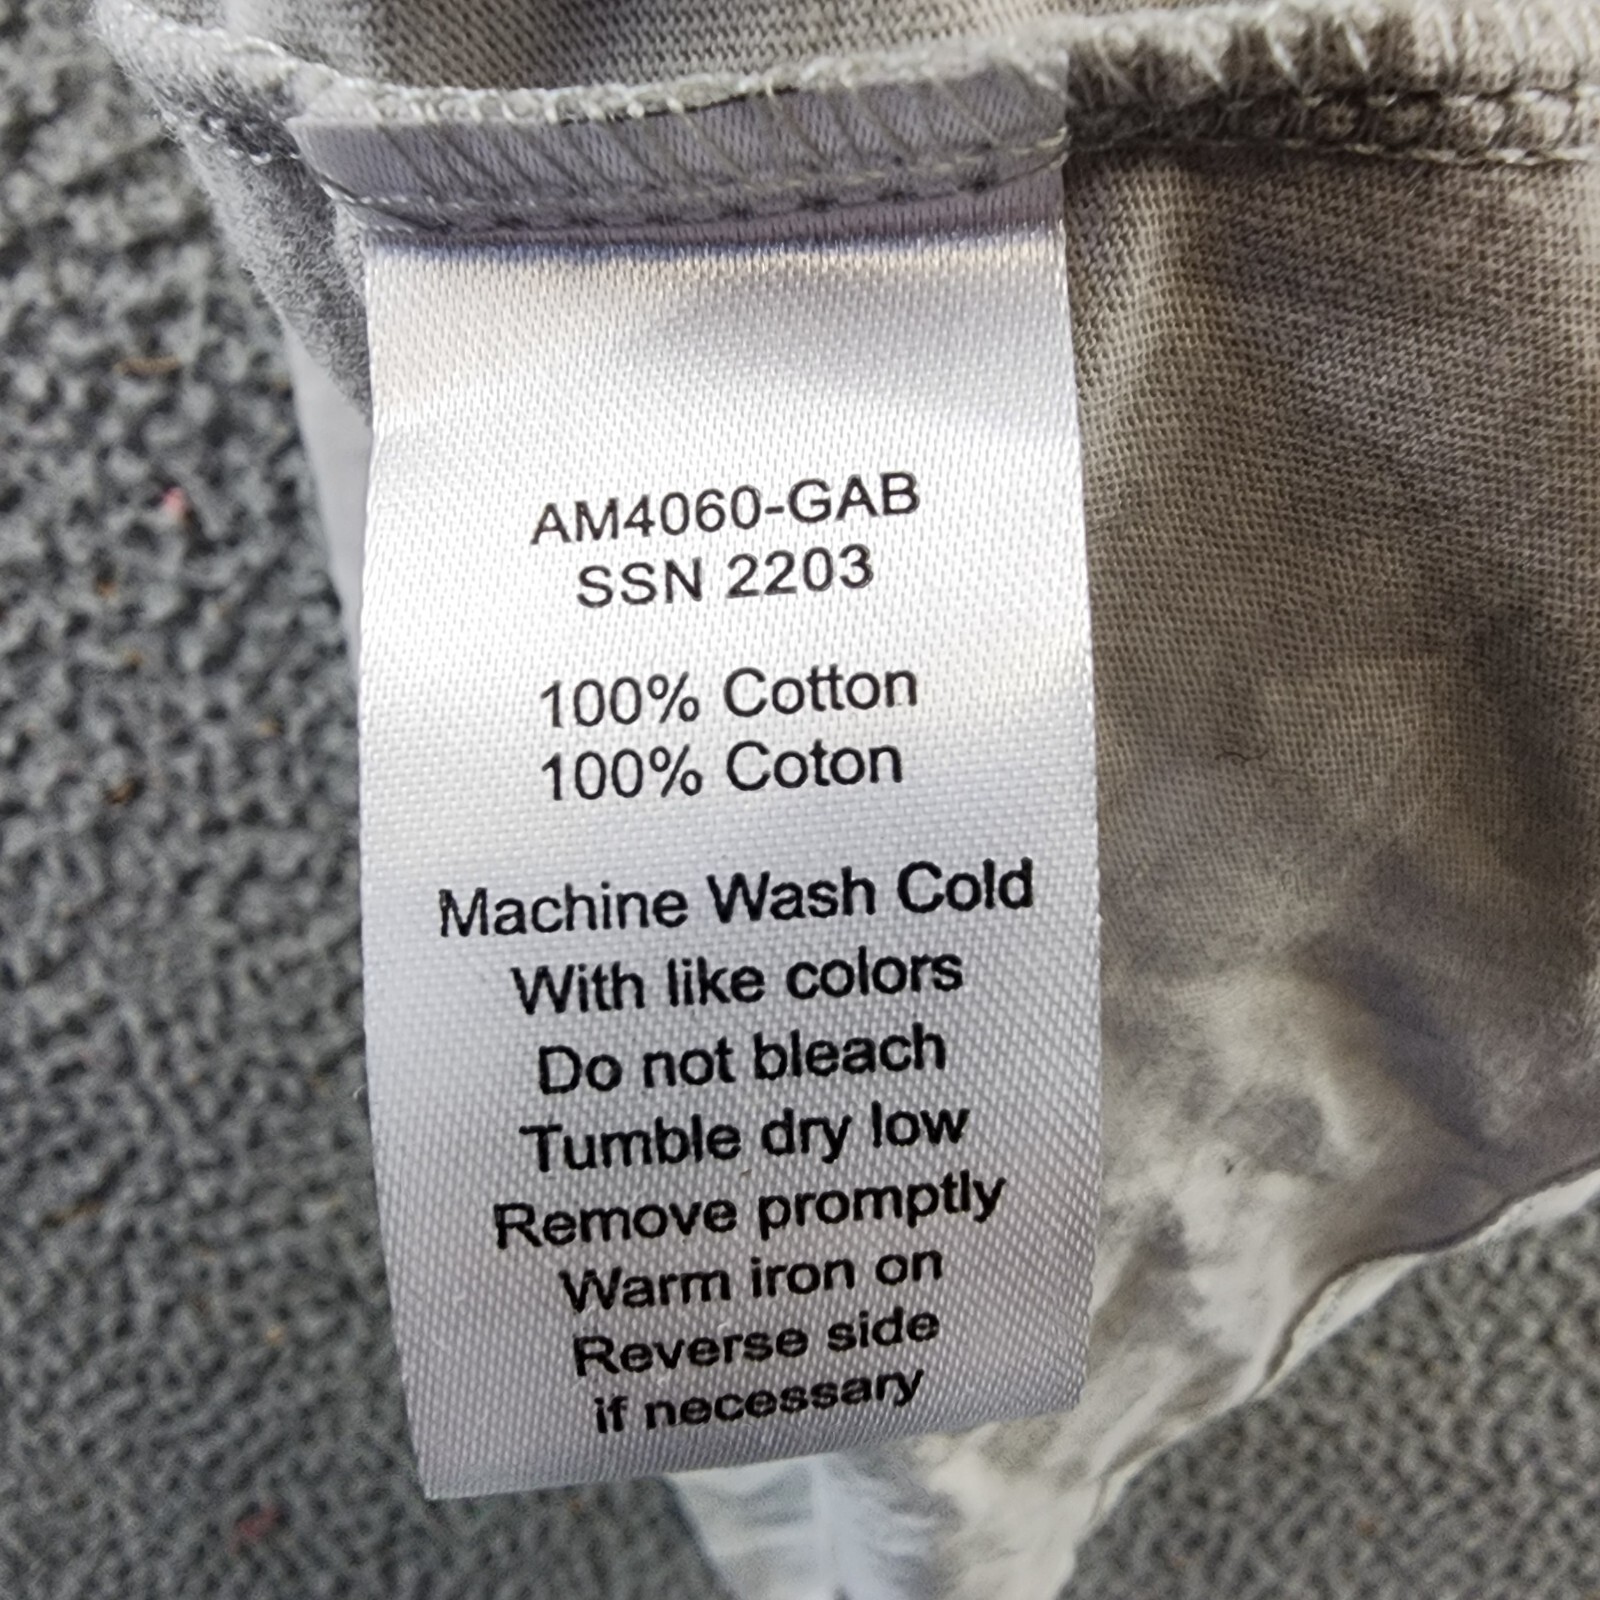 AM4060-GAB
SSN 2203
100% Cotton
100% Coton
Machine Wash Cold
With like colors
Do not bleach
Tumble dry low
Remove promptly
Warm iron on
Reverse side
if necessary